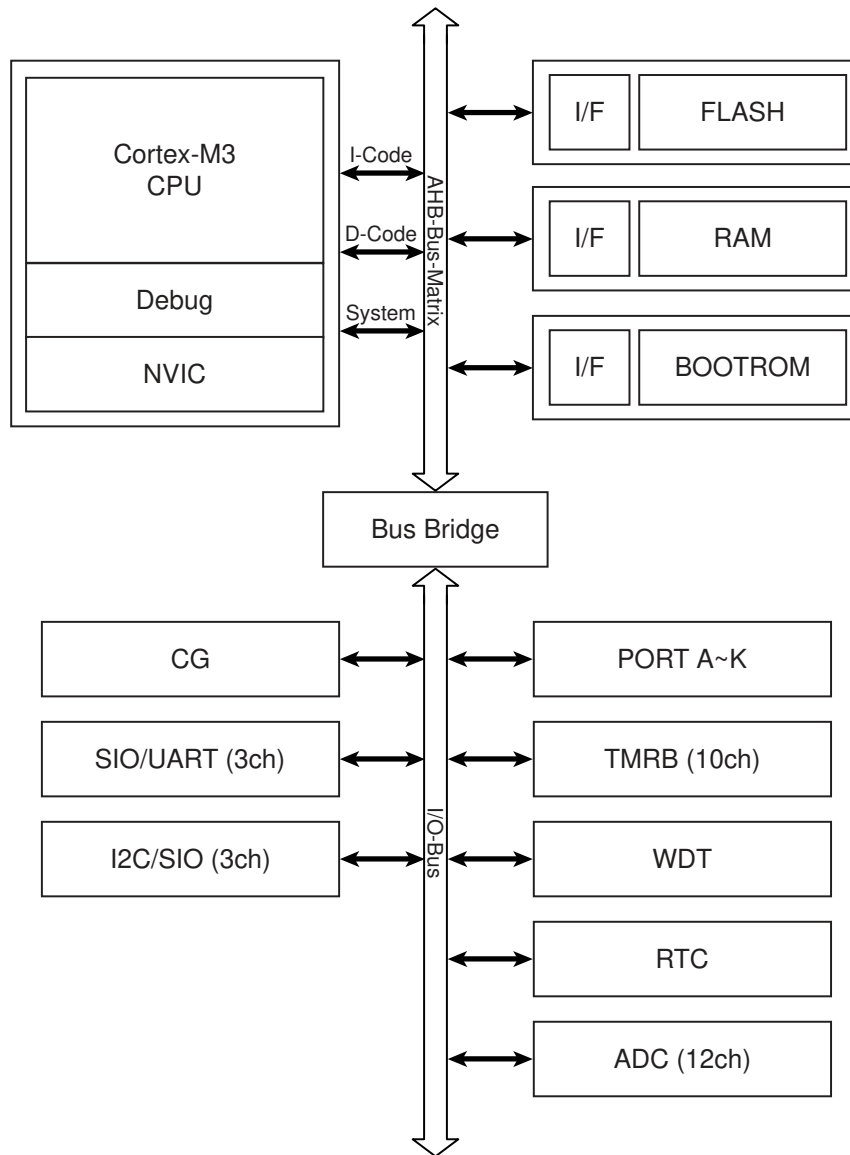 Cortex-M3
CPU
Debug
NVIC
I-Code
D-Code
System
AHB-Bus-Matrix
I/F
FLASH
I/F
RAM
I/F
BOOTROM
Bus Bridge
CG
SIO/UART (3ch)
I2C/SIO (3ch)
I/O-Bus
PORT A~K
TMRB (10ch)
WDT
RTC
ADC (12ch)